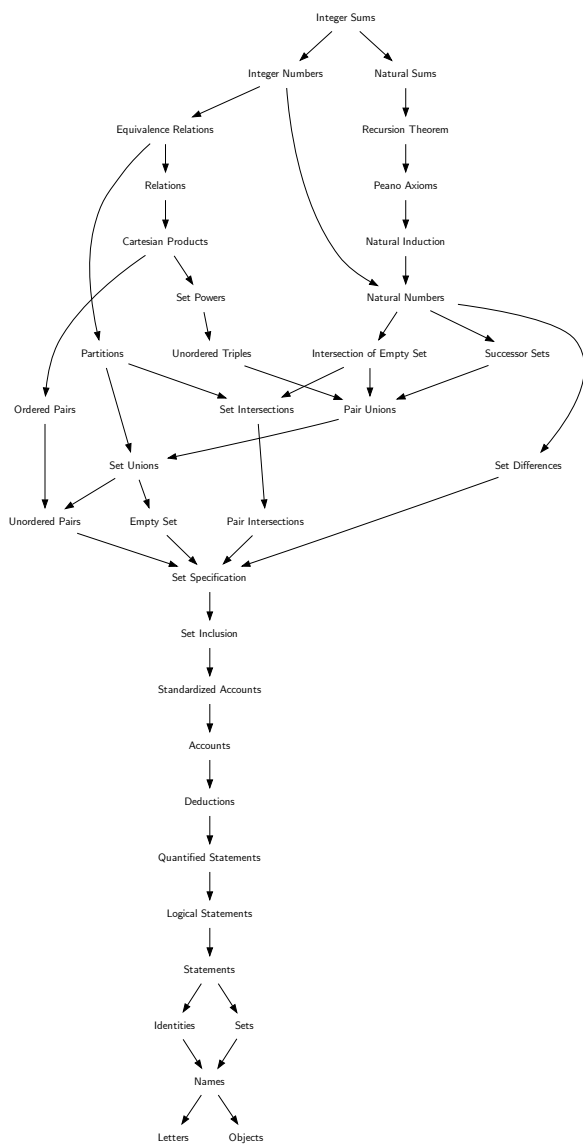 Integer Sums
Integer Numbers
Natural Sums
Equivalence Relations
Recursion Theorem
Relations
Peano Axioms
Cartesian Products
Natural Induction
Set Powers
Natural Numbers
Partitions
Unordered Triples
Intersection of Empty Set
Successor Sets
Ordered Pairs
Set Intersections
Pair Unions
Set Unions
Set Differences
Unordered Pairs
Empty Set
Pair Intersections
Set Specification
Set Inclusion
Standardized Accounts
Accounts
Deductions
Quantified Statements
Logical Statements
Statements
Identities
Sets
Names
Letters
Objects